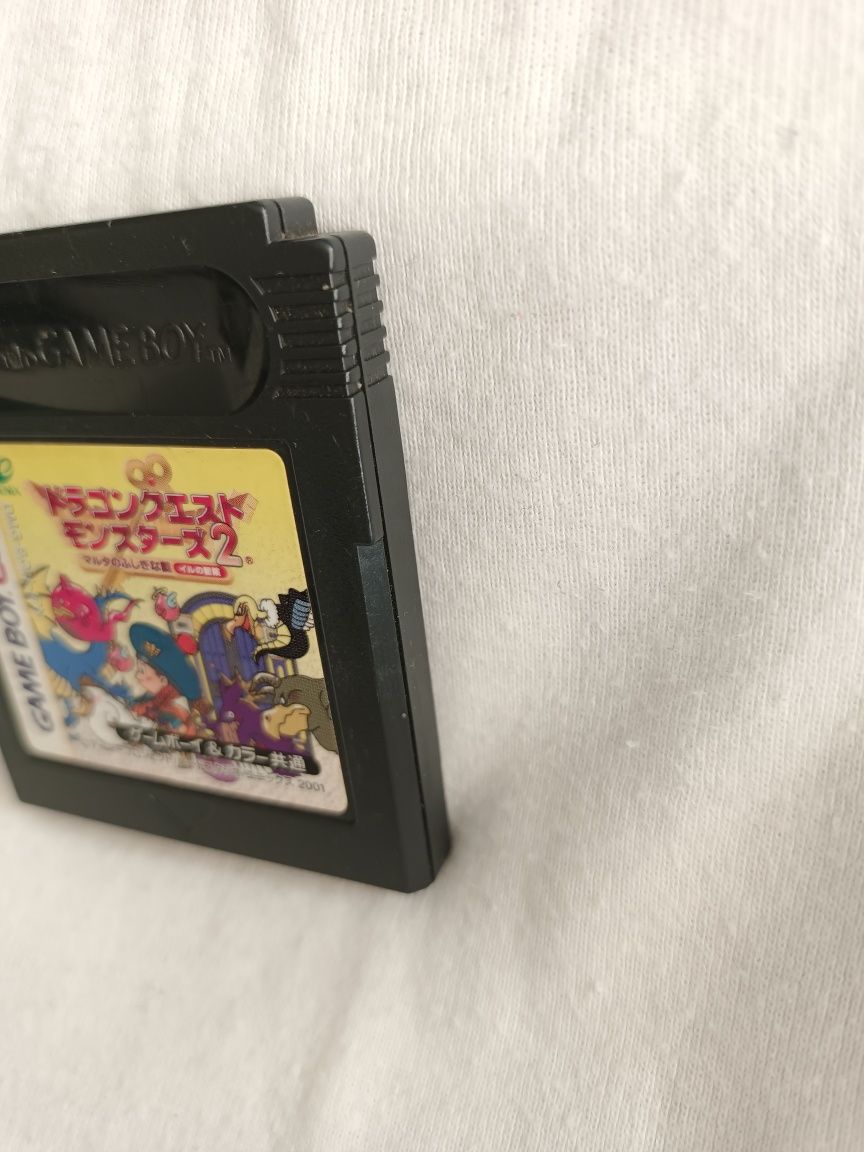 GAME BOY TM
ドラゴンクエスト
モンスターズ2
マルタのふしぎな鍵 イルの冒険
GAME BOY
ゲームボーイ&カラー共通
2001